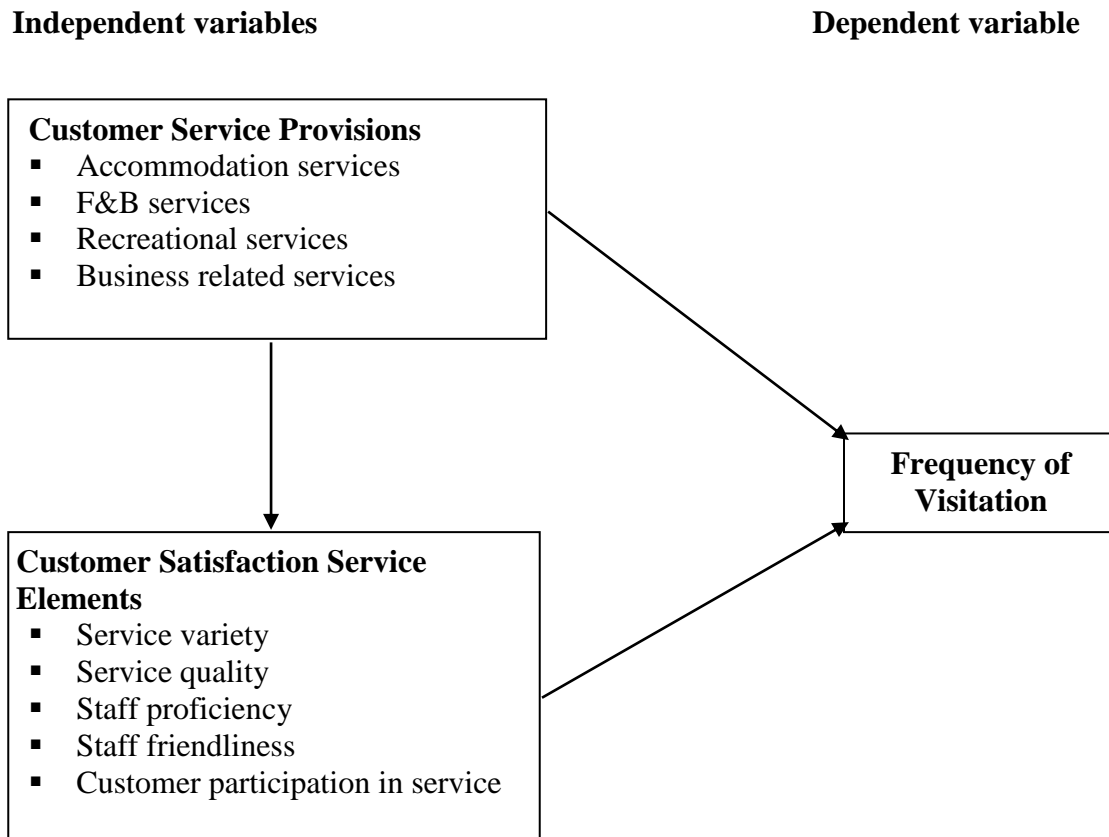 Independent variables
Dependent variable
Customer Service Provisions
▪ Accommodation services
▪ F&B services
▪ Recreational services
▪ Business related services
Frequency of
Visitation
Customer Satisfaction Service
Elements
▪ Service variety
▪ Service quality
▪ Staff proficiency
▪ Staff friendliness
▪ Customer participation in service